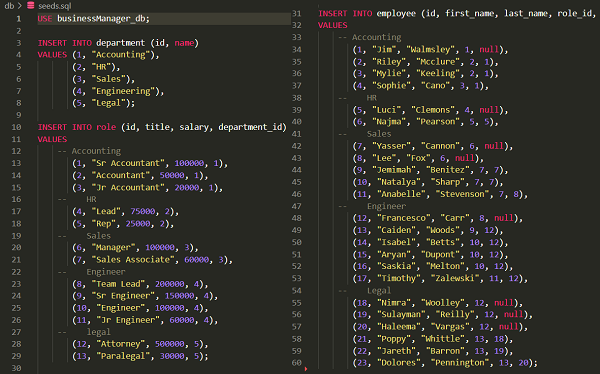 db > seeds.sql
1 USE businessManager_db;
2
3 INSERT INTO department (id, name)
4 VALUES (1, "Accounting"),
5 (2, "HR"),
6 (3, "Sales"),
7 (4, "Engineering"),
8 (5, "Legal");
9
10 INSERT INTO role (id, title, salary, department_id)
11 VALUES
12 -- Accounting
13 (1, "Sr Accountant", 100000, 1),
14 (2, "Accountant", 50000, 1),
15 (3, "Jr Accountant", 20000, 1),
16 -- HR
17 (4, "Lead", 75000, 2),
18 (5, "Rep", 25000, 2),
19 -- Sales
20 (6, "Manager", 100000, 3),
21 (7, "Sales Associate", 60000, 3),
22 -- Engineer
23 (8, "Team Lead", 200000, 4),
24 (9, "Sr Engineer", 150000, 4),
25 (10, "Engineer", 100000, 4),
26 (11, "Jr Engineer", 60000, 4),
27 -- legal
28 (12, "Attorney", 500000, 5),
29 (13, "Paralegal", 30000, 5);
30
31 INSERT INTO employee (id, first_name, last_name, role_id,
32 VALUES
33 -- Accounting
34 (1, "Jim", "Walmsley", 1, null),
35 (2, "Riley", "Mcclure", 2, 1),
36 (3, "Mylie", "Keeling", 2, 1),
37 (4, "Sophie", "Cano", 3, 1),
38 -- HR
39 (5, "Luci", "Clemons", 4, null),
40 (6, "Najma", "Pearson", 5, 5),
41 -- Sales
42 (7, "Yasser", "Cannon", 6, null),
43 (8, "Lee", "Fox", 6, null),
44 (9, "Jemimah", "Benitez", 7, 7),
45 (10, "Natalya", "Sharp", 7, 7),
46 (11, "Anabelle", "Stevenson", 7, 8),
47 -- Engineer
48 (12, "Francesco", "Carr", 8, null),
49 (13, "Caiden", "Woods", 9, 12),
50 (14, "Isabel", "Betts", 10, 12),
51 (15, "Aryan", "Dupont", 10, 12),
52 (16, "Saskia", "Melton", 10, 12),
53 (17, "Timothy", "Zalewski", 11, 12),
54 -- Legal
55 (18, "Nimra", "Woolley", 12, null),
56 (19, "Sulayman", "Reilly", 12, null),
57 (20, "Haleema", "Vargas", 12, null),
58 (21, "Poppy", "Whittle", 13, 18),
59 (22, "Jareth", "Barron", 13, 19),
60 (23, "Dolores", "Pennington", 13, 20);